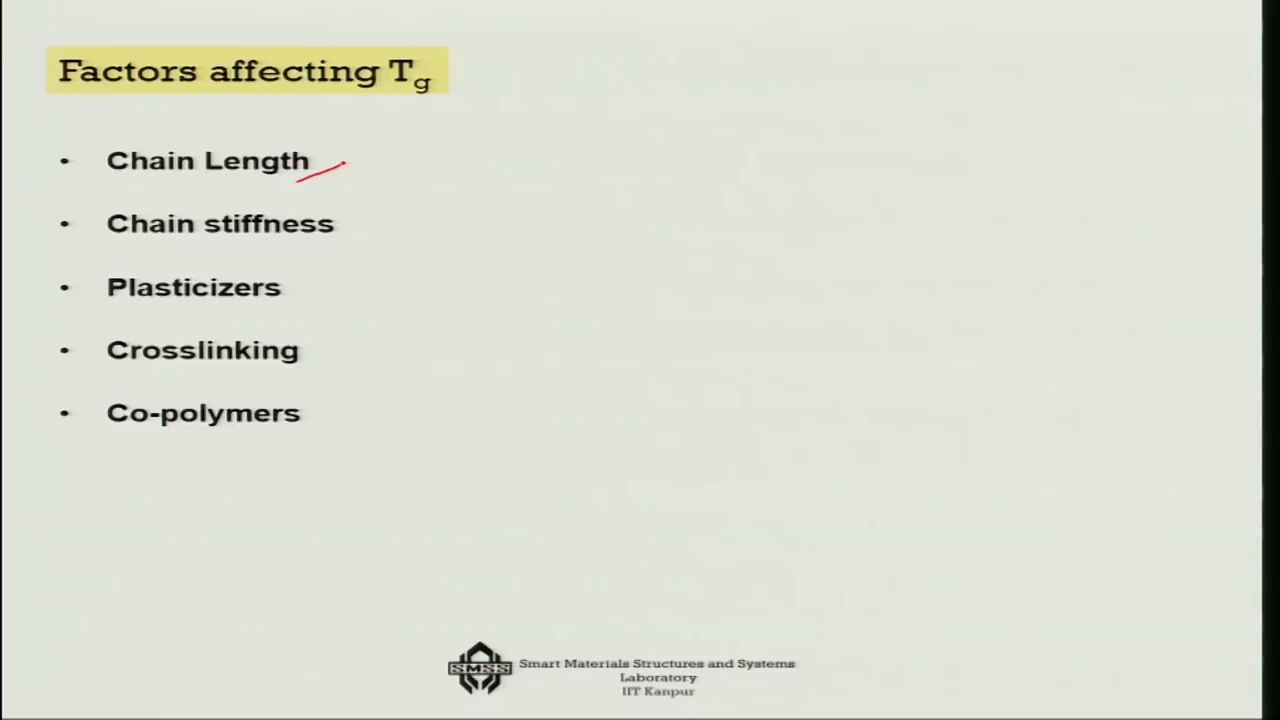 Factors affecting Tg
• Chain Length
• Chain stiffness
• Plasticizers
• Crosslinking
• Co-polymers
SMSS
Smart Materials Structures and Systems
Laboratory
IIT Kanpur